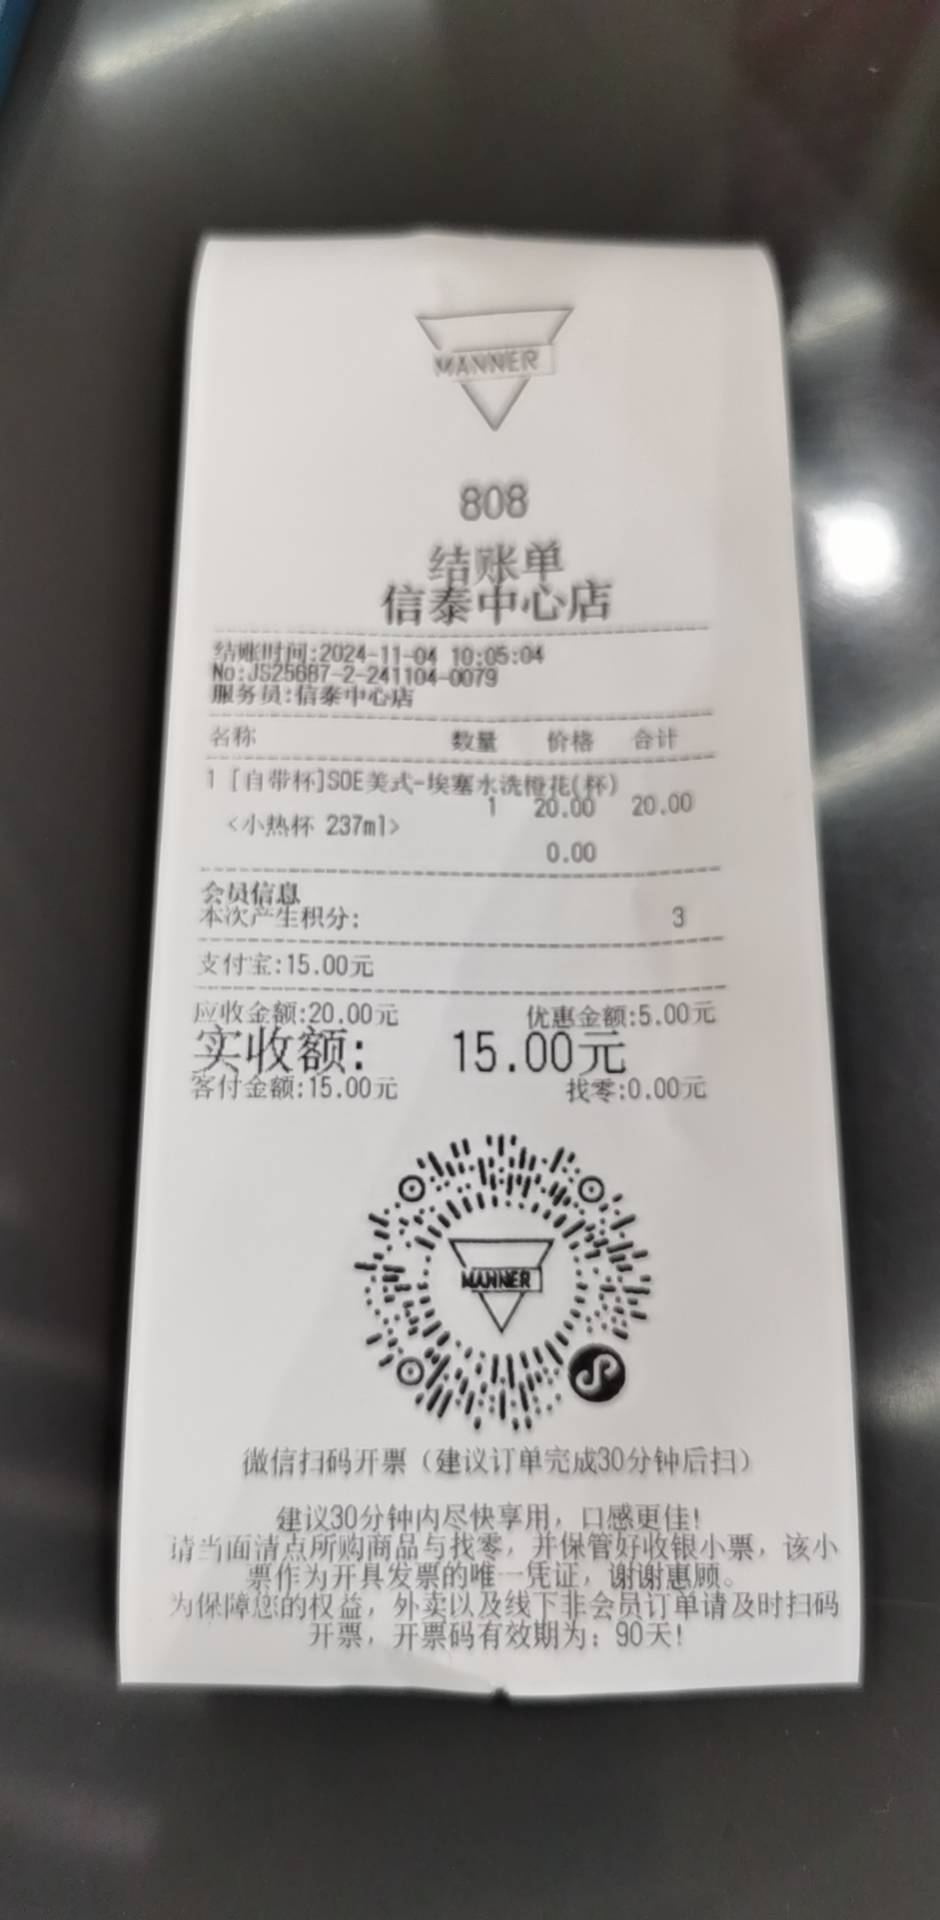 MANNER
808
结账单
信泰中心店
结账时间:2024-11-04 10:05:04
No:JS25687-2-241104-0079
服务员:信泰中心店
名称 数量 价格 合计
1 [自带杯]SOE美式-埃塞水洗橙花(杯)
1 20.00 20.00
<小热杯 237ml>
0.00
会员信息
本次产生积分: 3
支付宝:15.00元
应收金额:20.00元 优惠金额:5.00元
实收额: 15.00元
客付金额:15.00元 找零:0.00元
MANNER
微信扫码开票（建议订单完成30分钟后扫）
建议30分钟内尽快享用，口感更佳!
请当面清点所购商品与找零，并保管好收银小票，该小
票作为开具发票的唯一凭证，谢谢惠顾。
为保障您的权益，外卖以及线下非会员订单请及时扫码
开票，开票码有效期为：90天!